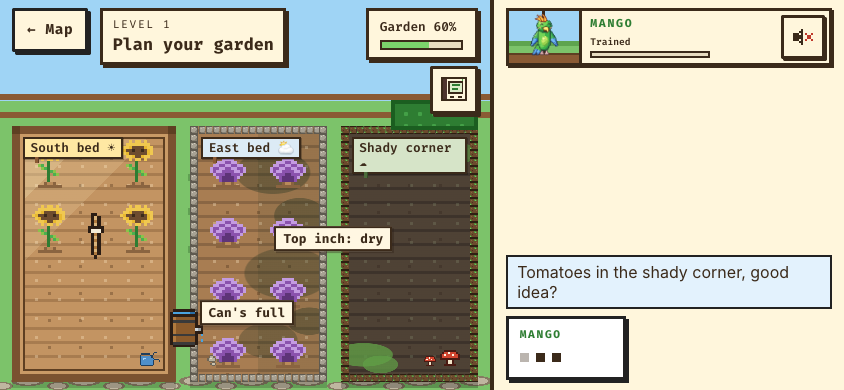 ← Map
LEVEL 1
Plan your garden
Garden 60%
South bed ☀
East bed ⛅
Shady corner
☁
Top inch: dry
Can's full
MANGO
Trained
Tomatoes in the shady corner, good
idea?
MANGO